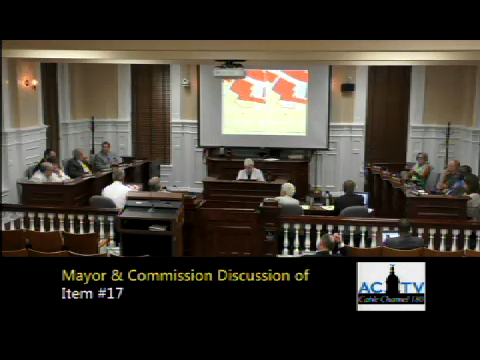 Mayor & Commission Discussion of
Item #17
AC TV
Cable Channel 180